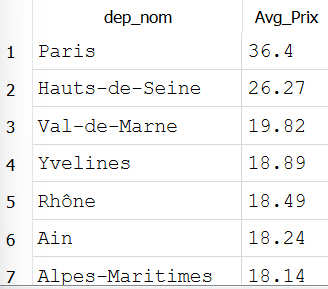 dep_nom Avg_Prix
1 Paris 36.4
2 Hauts-de-Seine 26.27
3 Val-de-Marne 19.82
4 Yvelines 18.89
5 Rhône 18.49
6 Ain 18.24
7 Alpes-Maritimes 18.14